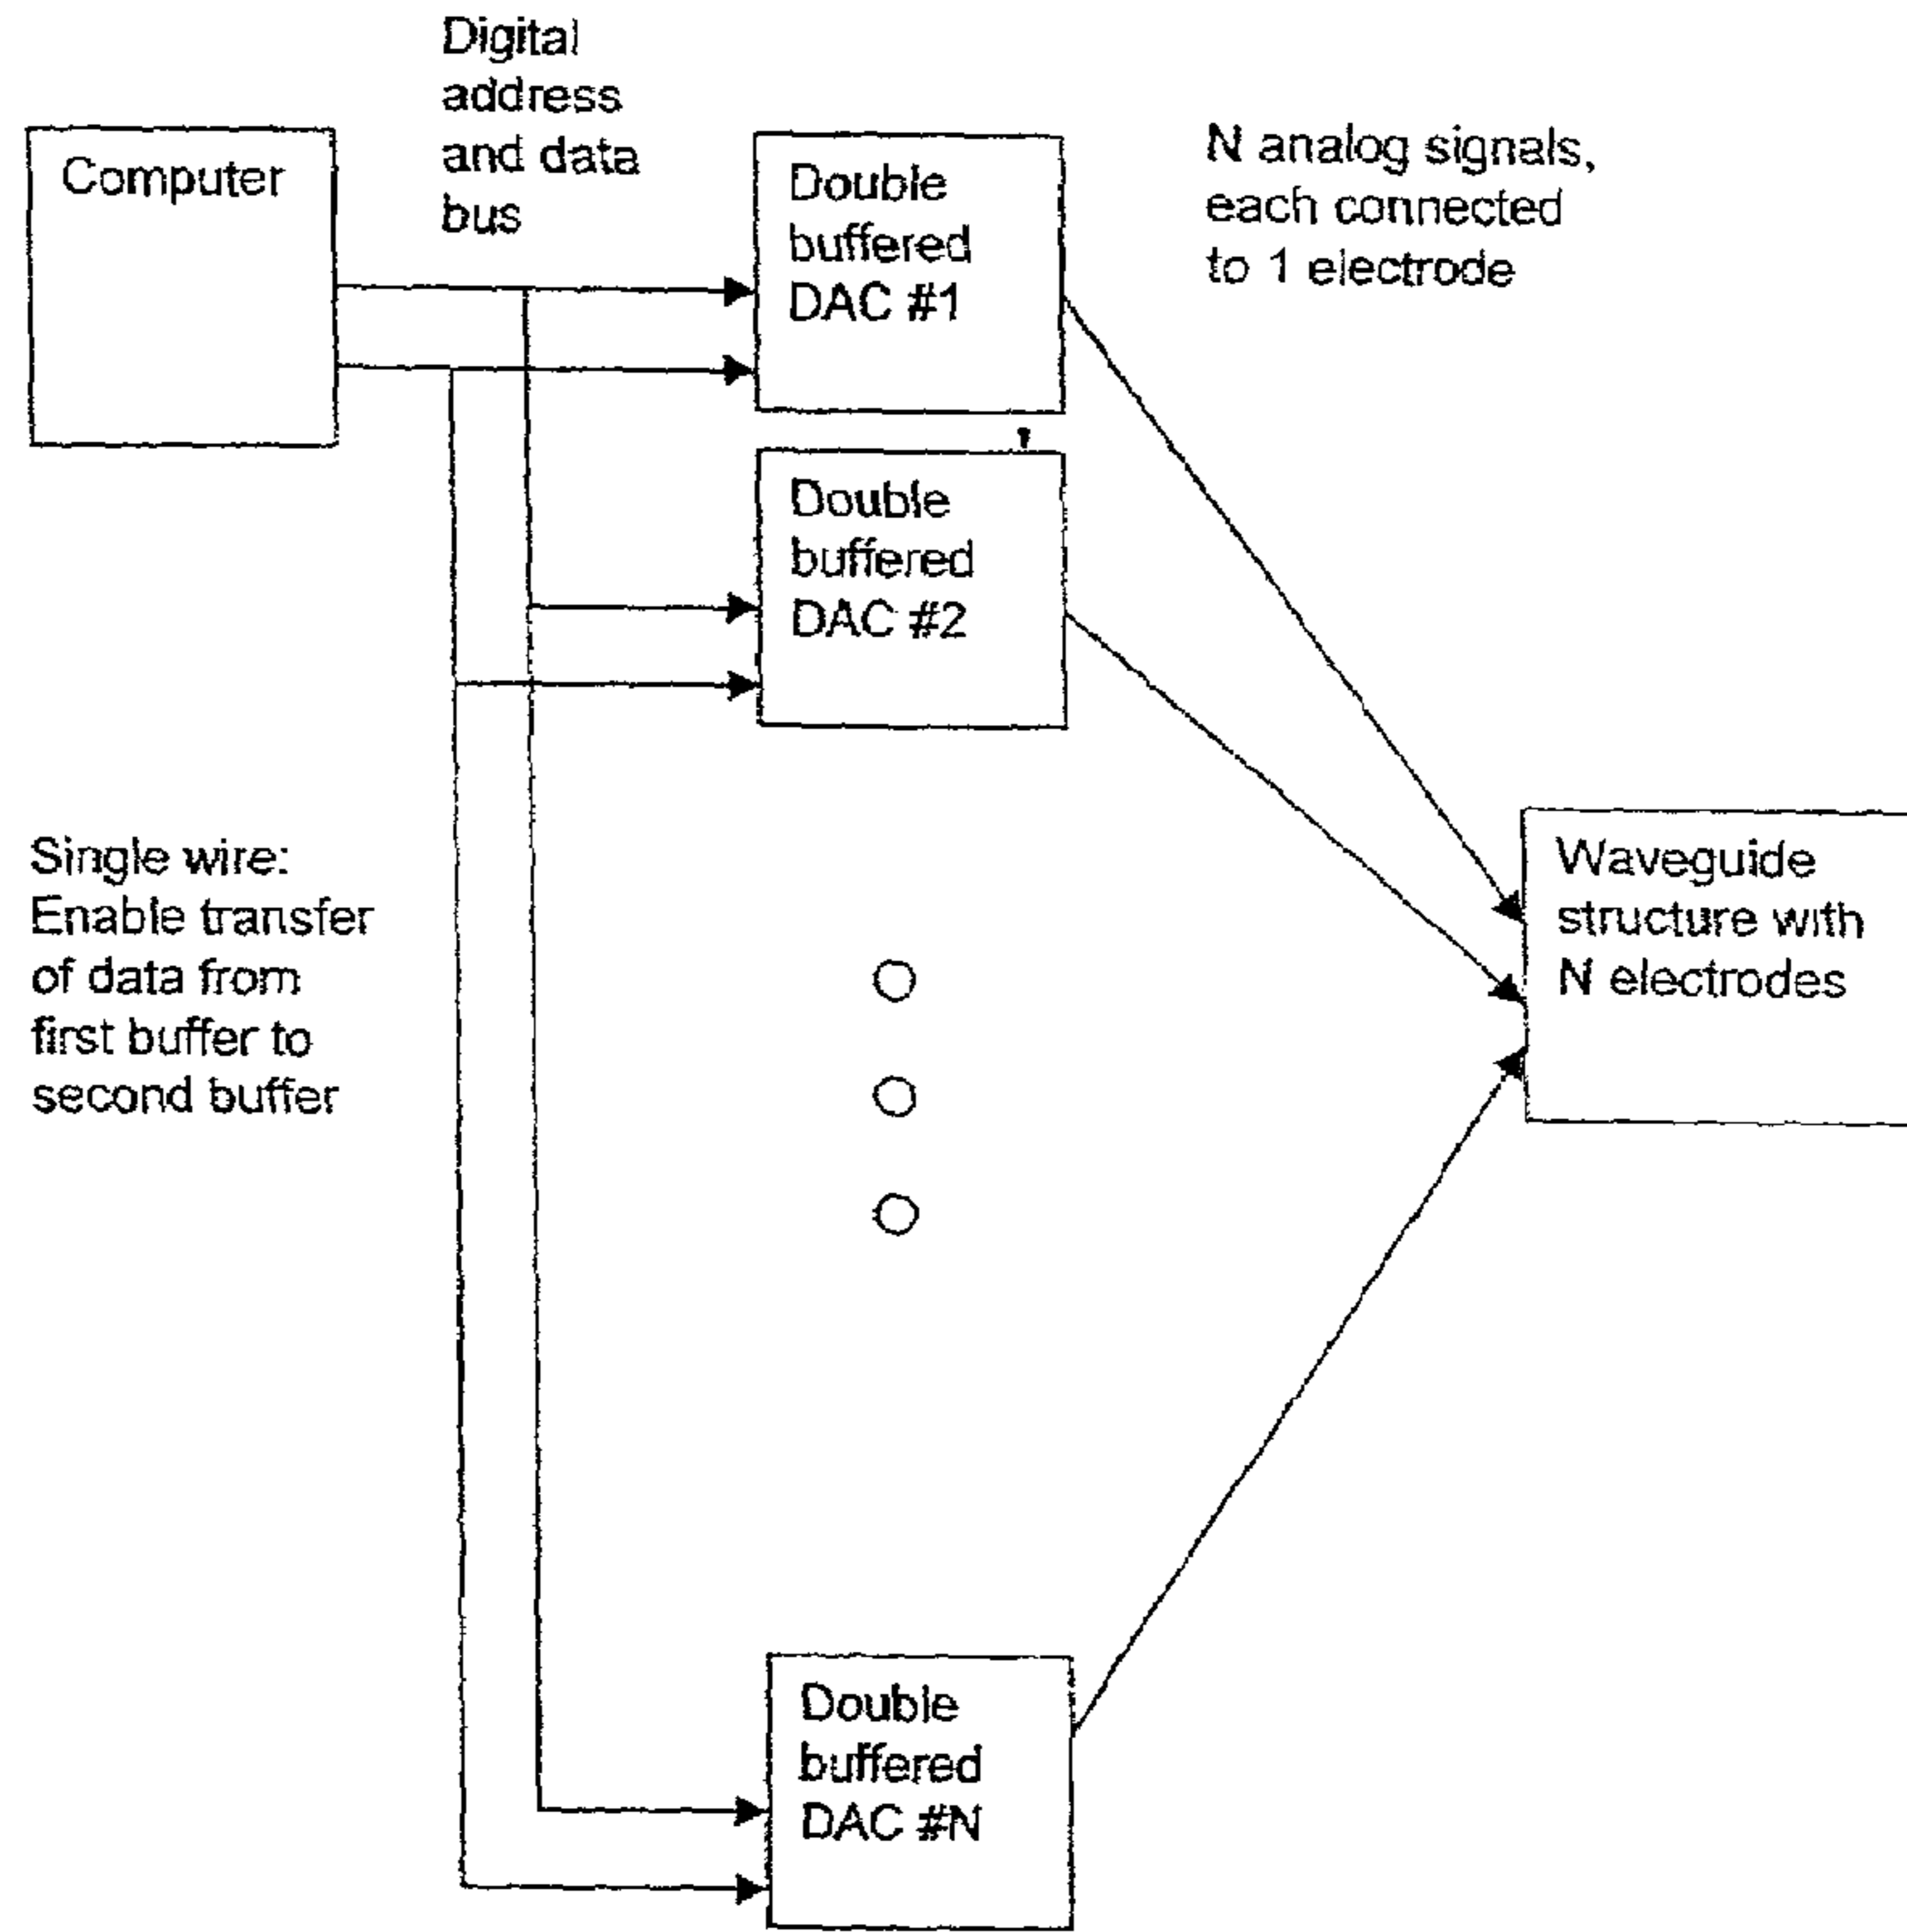 Digital
address
and data
bus
Computer
Double
buffered
DAC #1
N analog signals,
each connected
to 1 electrode
Double
buffered
DAC #2
Single wire:
Enable transfer
of data from
first buffer to
second buffer
Waveguide
structure with
N electrodes
Double
buffered
DAC #N